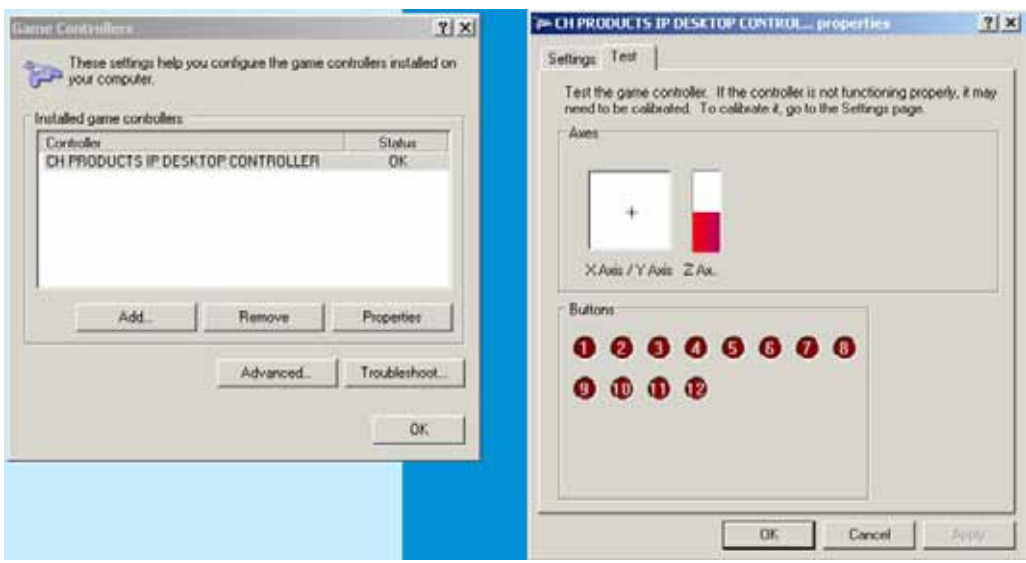 Game Controllers
These settings help you configure the game controllers installed on
your computer.
Installed game controllers
Controller Status
CH PRODUCTS IP DESKTOP CONTROLLER OK
Add... Remove Properties
Advanced... Troubleshoot...
OK
CH PRODUCTS IP DESKTOP CONTROL... properties
Settings Test
Test the game controller. If the controller is not functioning properly, it may
need to be calibrated. To calibrate it, go to the Settings page.
Axes
X Axis / Y Axis Z Ax...
Buttons
1 2 3 4 5 6 7 8
9 10 11 12
OK Cancel Apply